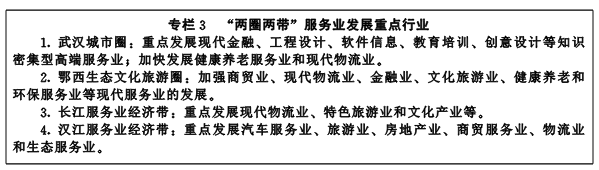 专栏3 “两圈两带”服务业发展重点行业
1. 武汉城市圈：重点发展现代金融、工程设计、软件信息、教育培训、创意设计等知识
密集型高端服务业；加快发展健康养老服务业和现代物流业。
2. 鄂西生态文化旅游圈：加强商贸业、现代物流业、金融业、文化旅游业、健康养老和
环保服务业等现代服务业的发展。
3. 长江服务业经济带：重点发展现代物流业、特色旅游业和文化产业等。
4. 汉江服务业经济带：重点发展汽车服务业、旅游业、房地产业、商贸服务业、物流业
和生态服务业。